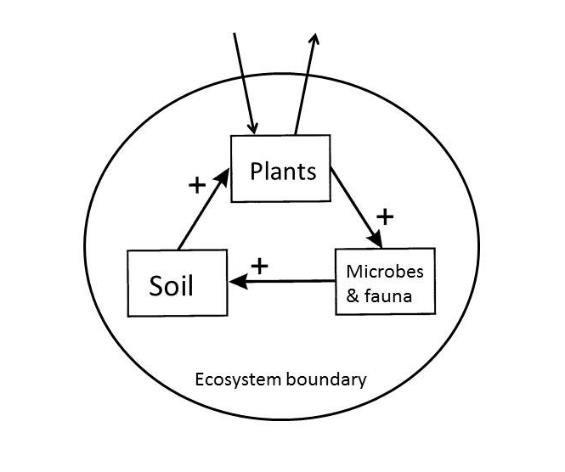 Plants
+
+
+
Soil
Microbes
& fauna
Ecosystem boundary